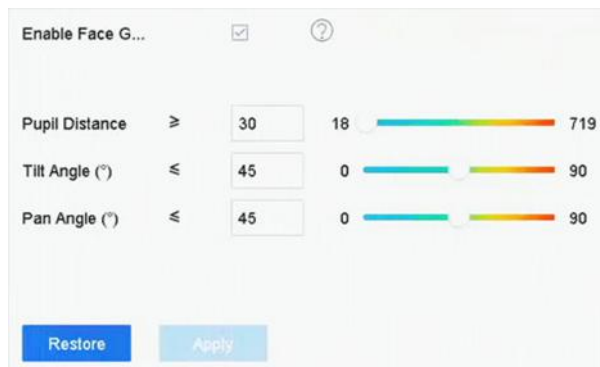 Enable Face G...
Pupil Distance ≥ 30 18 719
Tilt Angle (°) ≤ 45 0 90
Pan Angle (°) ≤ 45 0 90
Restore Apply